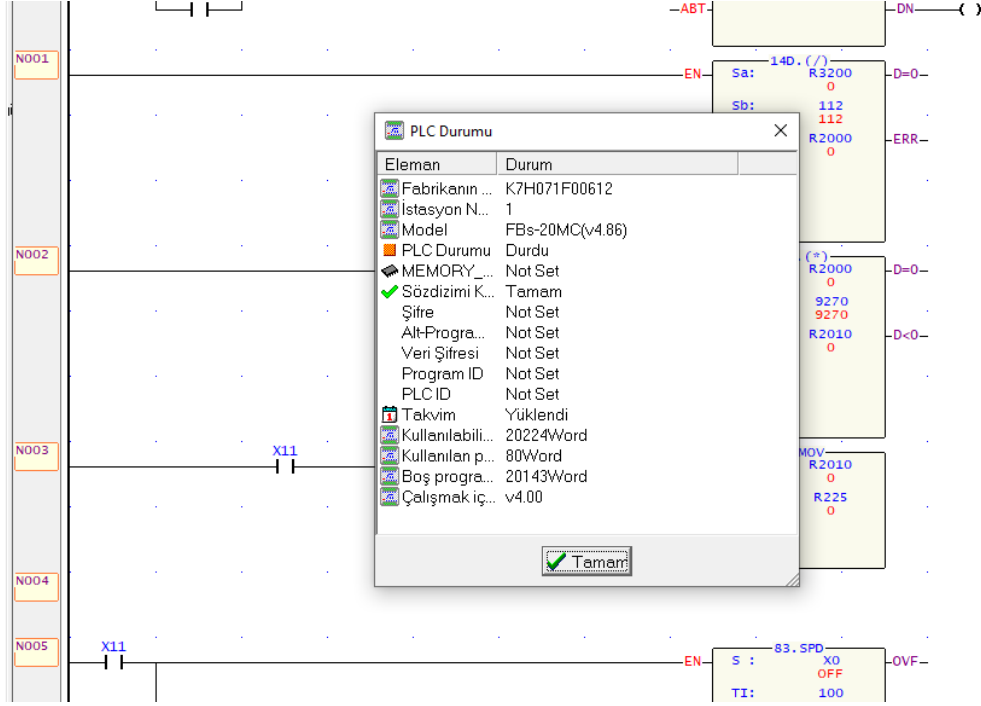 ABT
DN
N001
14D.(/)
EN
Sa:
R3200
D=0
0
Sb:
112
112
R2000
ERR
0
PLC Durumu
Eleman
Durum
Fabrikanın ...
K7H071F00612
İstasyon N...
1
Model
FBs-20MC(v4.86)
PLC Durumu
Durdu
MEMORY_...
Not Set
Sözdizimi K...
Tamam
Şifre
Not Set
Alt-Progra...
Not Set
Veri Şifresi
Not Set
Program ID
Not Set
PLC ID
Not Set
Takvim
Yüklendi
Kullanılabili...
20224Word
Kullanılan p...
80Word
Boş progra...
20143Word
Çalışmak iç...
v4.00
Tamam
N002
(*)
R2000
D=0
0
9270
9270
R2010
D<0
0
N003
X11
MOV
R2010
0
R225
0
N004
N005
X11
83.SPD
EN
S :
X0
OVF
OFF
TI:
100